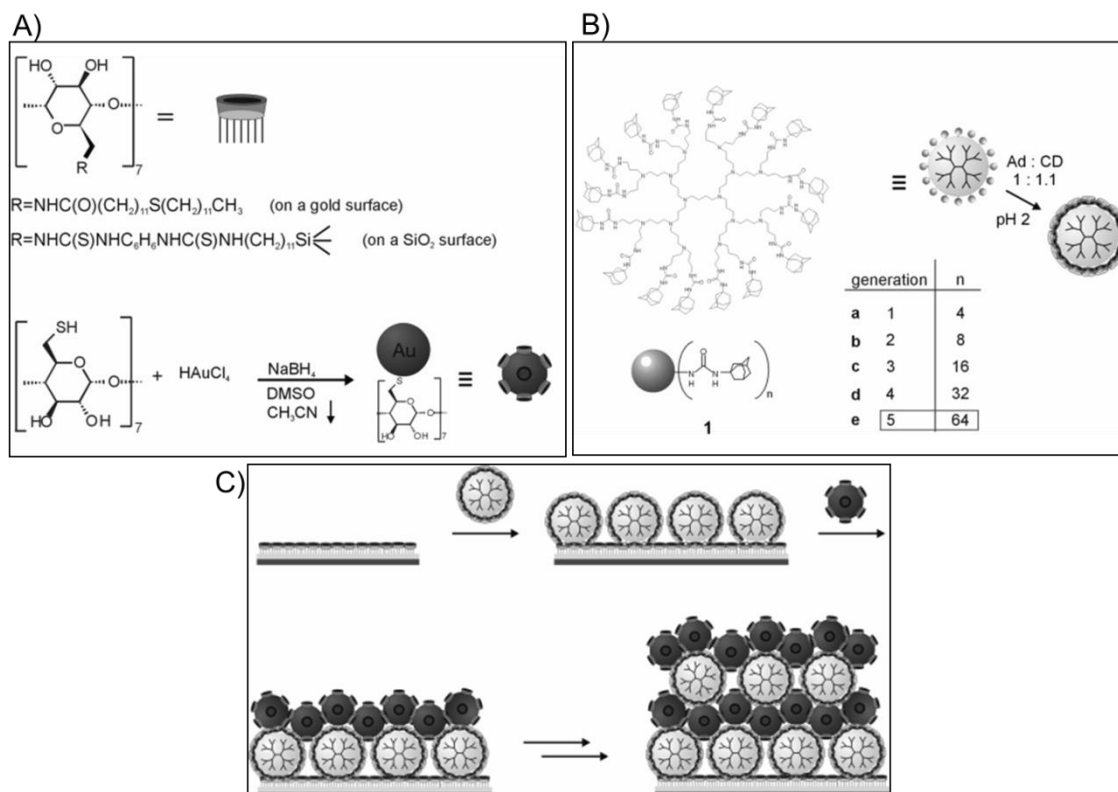 A)
HO OH
O
O
R
7
=
R=NHC(O)(CH₂)₁₁S(CH₂)₁₁CH₃ (on a gold surface)
R=NHC(S)NHC₆H₆NHC(S)NH(CH₂)₁₁Si (on a SiO₂ surface)
SH
O
O
HO OH
7
+ HAuCl₄
NaBH₄
DMSO
CH₃CN
Au
S
O
O
HO OH
7
≡
B)
≡
Ad : CD
1 : 1.1
pH 2
generation n
a 1 4
b 2 8
c 3 16
d 4 32
e 5 64
O
N N
H H
n
1
C)